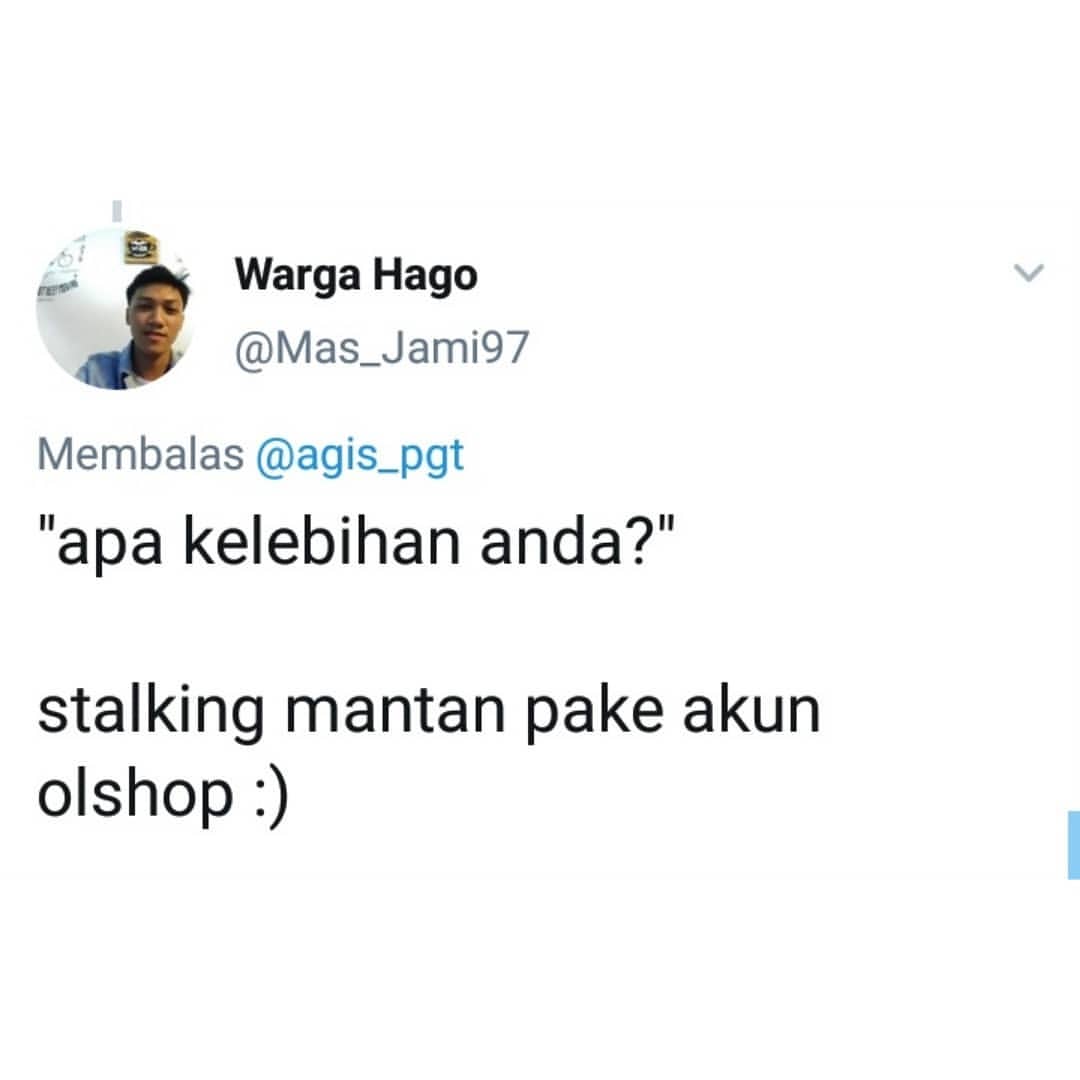 Warga Hago
@Mas_Jami97
Membalas @agis_pgt
"apa kelebihan anda?"
stalking mantan pake akun
olshop :)